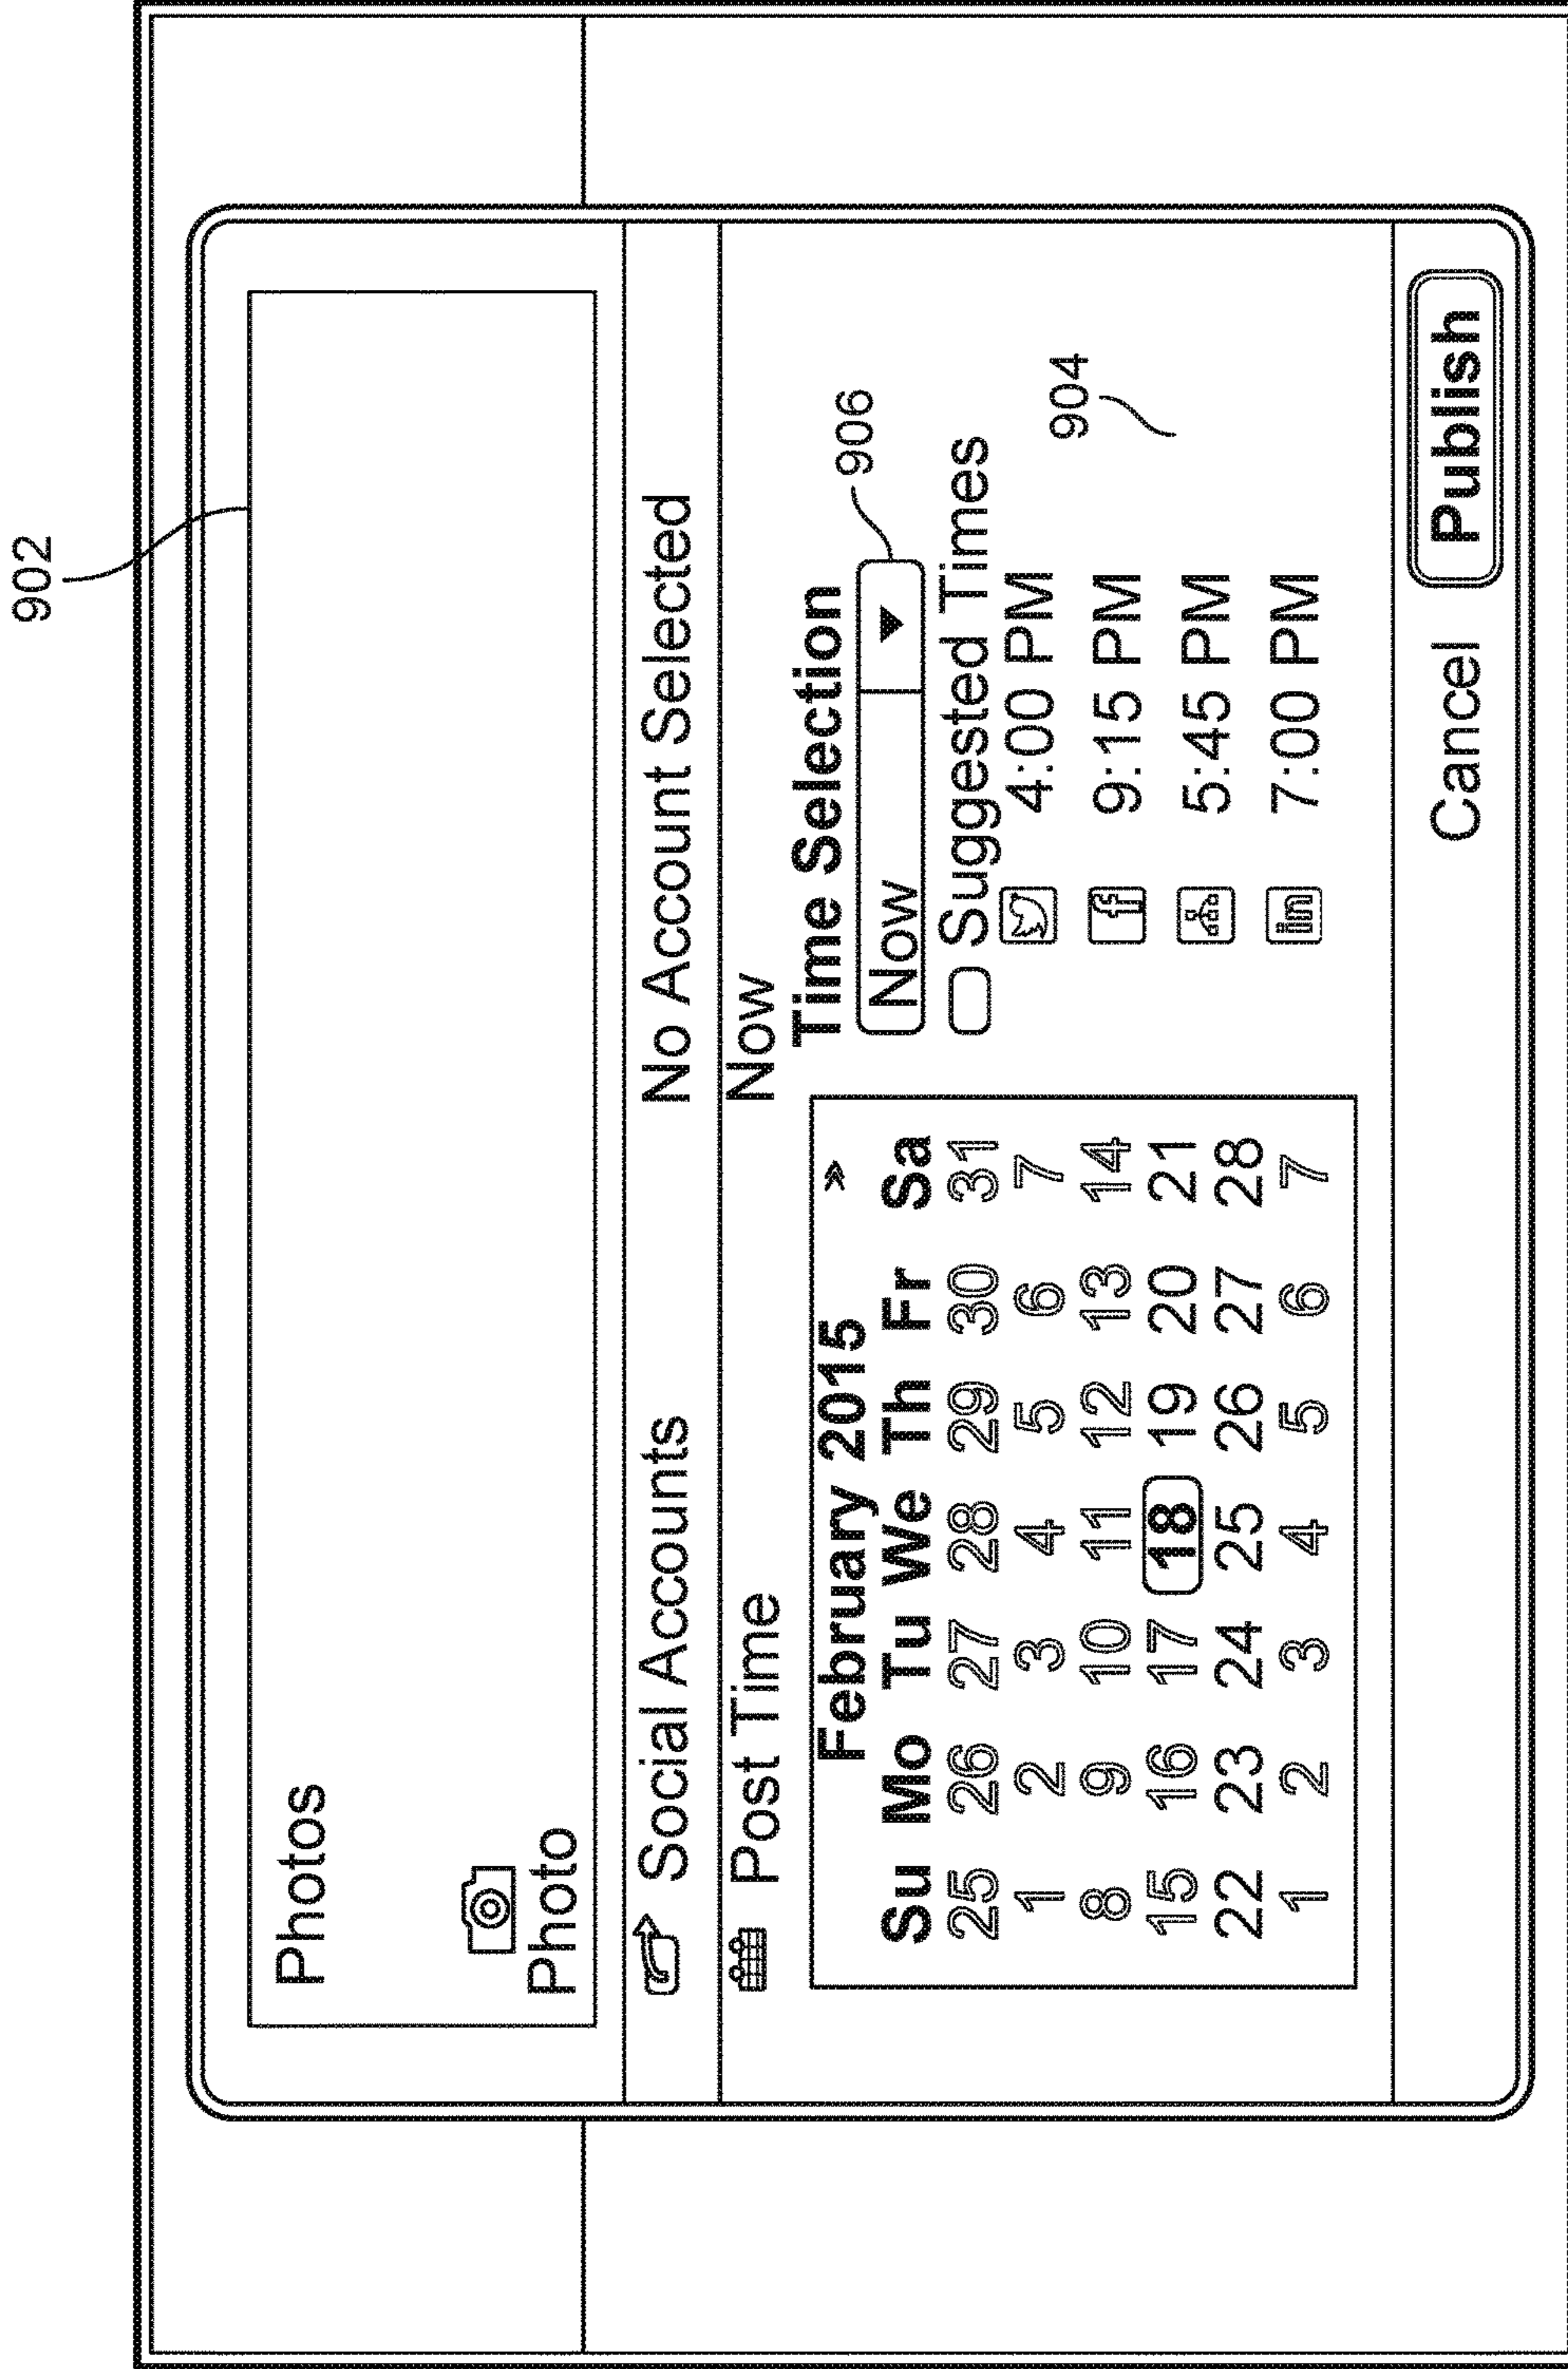 902
Photos
Photo
Social Accounts No Account Selected
Post Time Now
February 2015 »
Su Mo Tu We Th Fr Sa
25 26 27 28 29 30 31
1 2 3 4 5 6 7
8 9 10 11 12 13 14
15 16 17 18 19 20 21
22 23 24 25 26 27 28
1 2 3 4 5 6 7
Time Selection
Now
906
Suggested Times
4:00 PM
904
f 9:15 PM
5:45 PM
in 7:00 PM
Cancel Publish